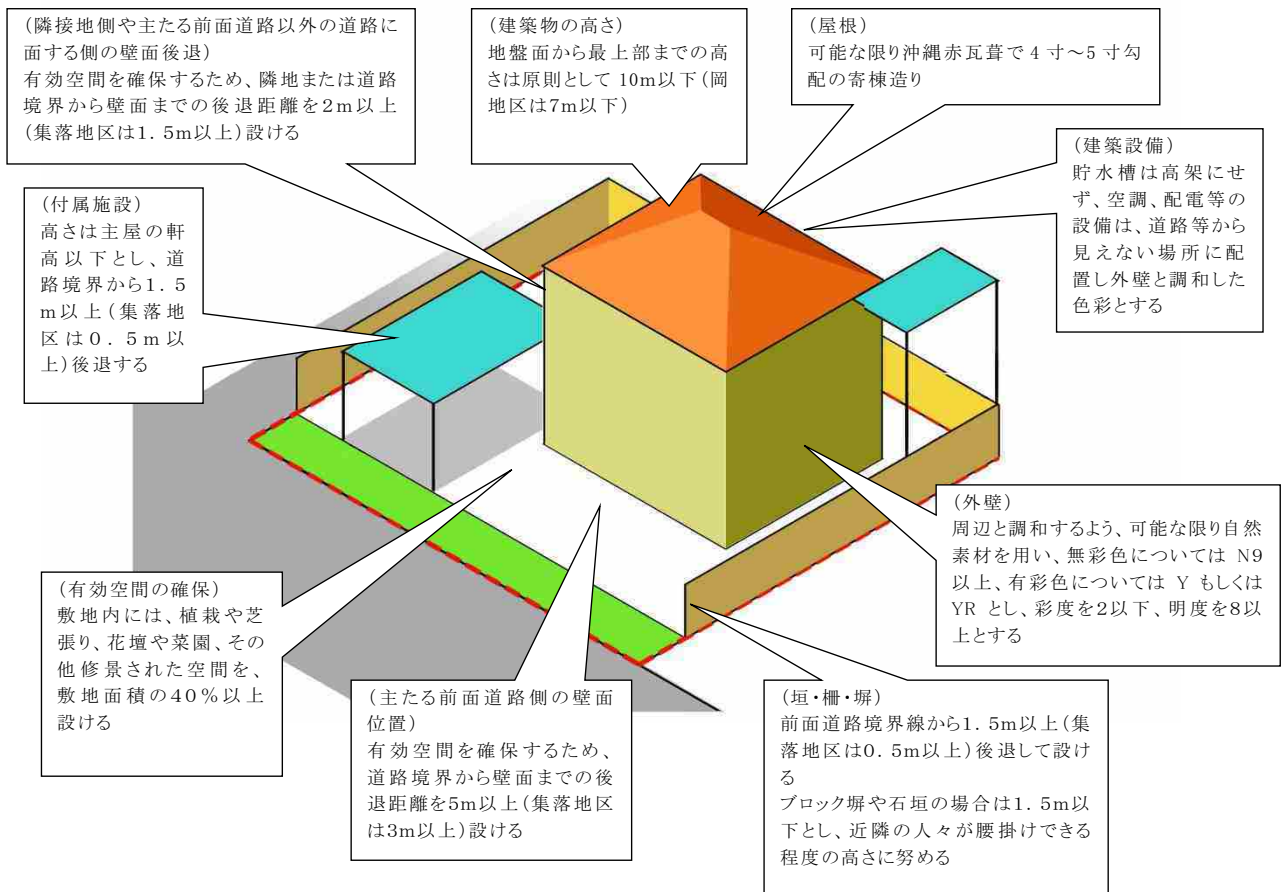 (隣接地側や主たる前面道路以外の道路に
面する側の壁面後退)
有効空間を確保するため、隣地または道路
境界から壁面までの後退距離を2m以上
(集落地区は1.5m以上)設ける
(建築物の高さ)
地盤面から最上部までの高
さは原則として 10m以下(岡
地区は7m以下)
(屋根)
可能な限り沖縄赤瓦葺で4寸～5寸勾
配の寄棟造り
(建築設備)
貯水槽は高架にせ
ず、空調、配電等の
設備は、道路等から
見えない場所に配
置し外壁と調和した
色彩とする
(付属施設)
高さは主屋の軒
高以下とし、道
路境界から1.5
m以上(集落地
区は0.5m以
上)後退する
(外壁)
周辺と調和するよう、可能な限り自然
素材を用い、無彩色については N9
以上、有彩色については Y もしくは
YR とし、彩度を2以下、明度を8以
上とする
(有効空間の確保)
敷地内には、植栽や芝
張り、花壇や菜園、その
他修景された空間を、
敷地面積の40%以上
設ける
(主たる前面道路側の壁面
位置)
有効空間を確保するため、
道路境界から壁面までの後
退距離を5m以上(集落地区
は3m以上)設ける
(垣・柵・塀)
前面道路境界線から1.5m以上(集
落地区は0.5m以上)後退して設け
る
ブロック塀や石垣の場合は1.5m以
下とし、近隣の人々が腰掛けできる
程度の高さに努める